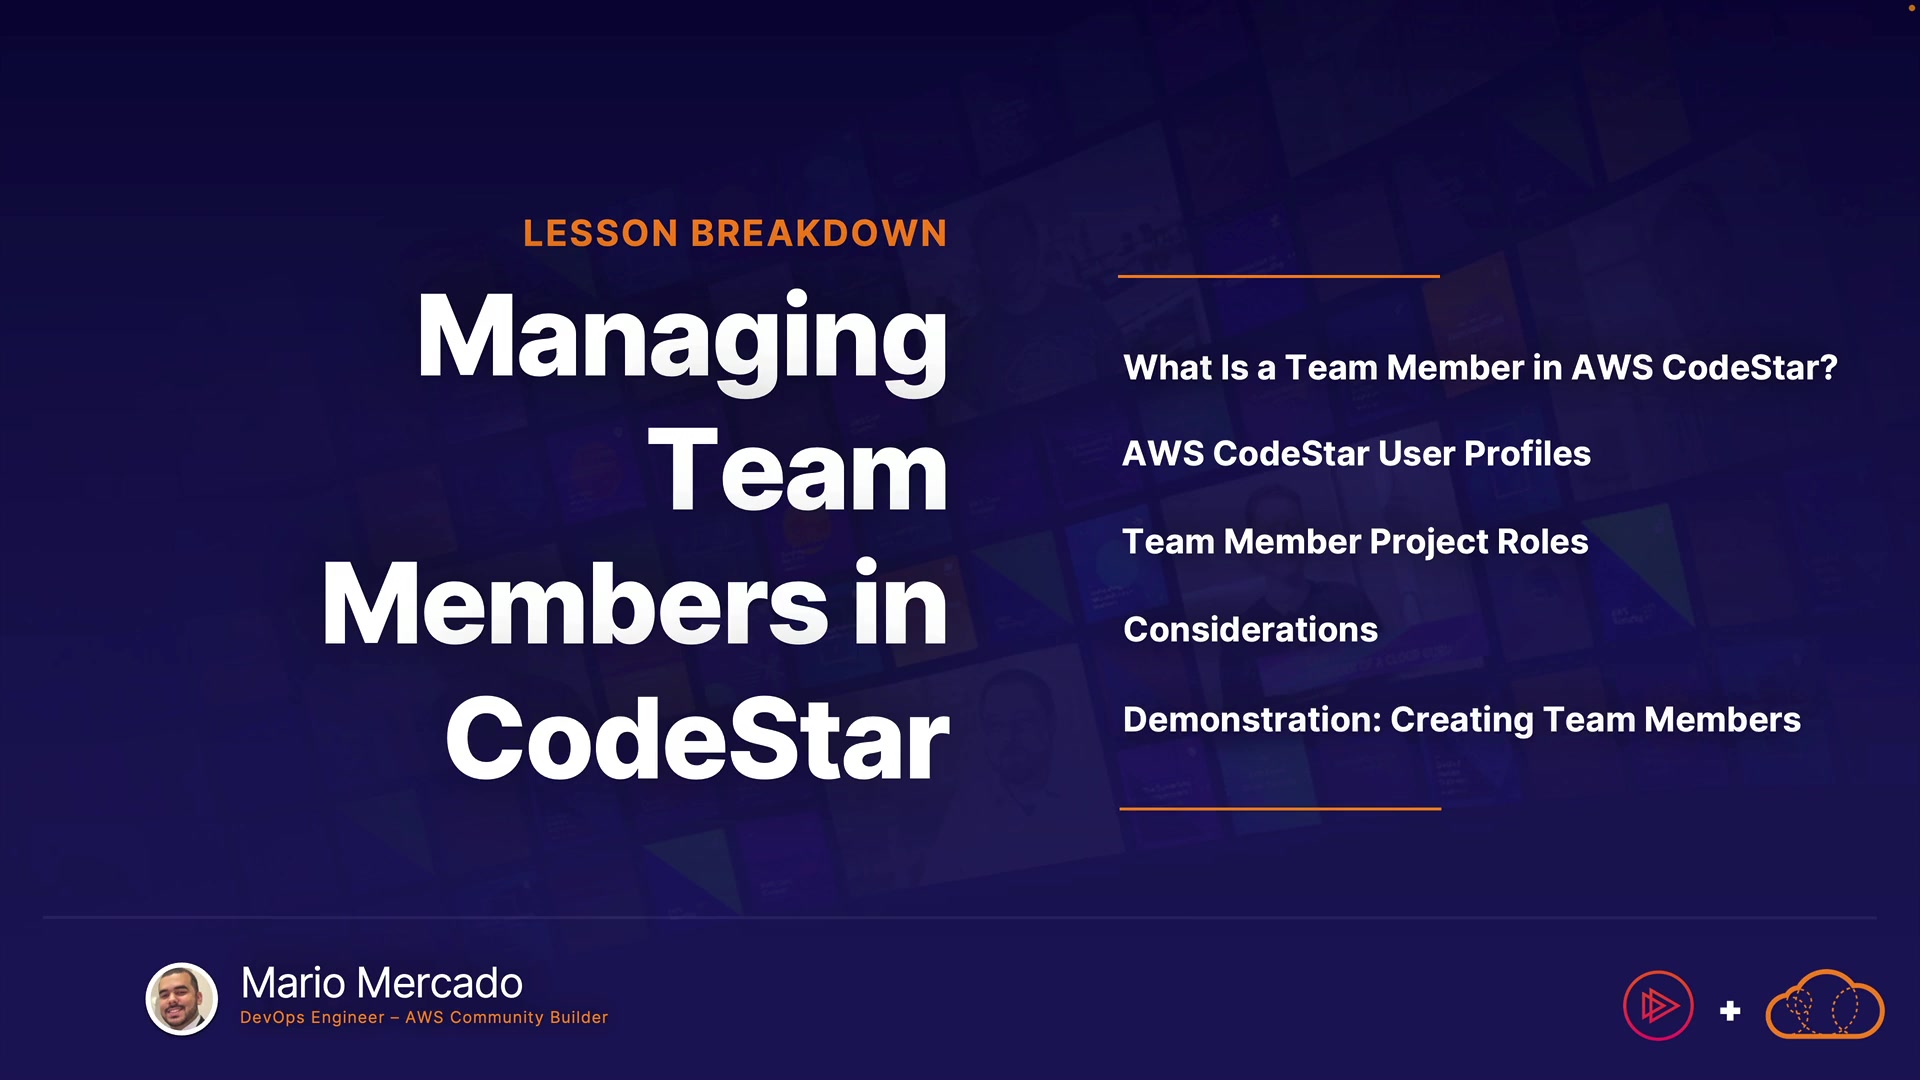 LESSON BREAKDOWN
Managing
Team
Members in
CodeStar
What Is a Team Member in AWS CodeStar?
AWS CodeStar User Profiles
Team Member Project Roles
Considerations
Demonstration: Creating Team Members
Mario Mercado
DevOps Engineer – AWS Community Builder